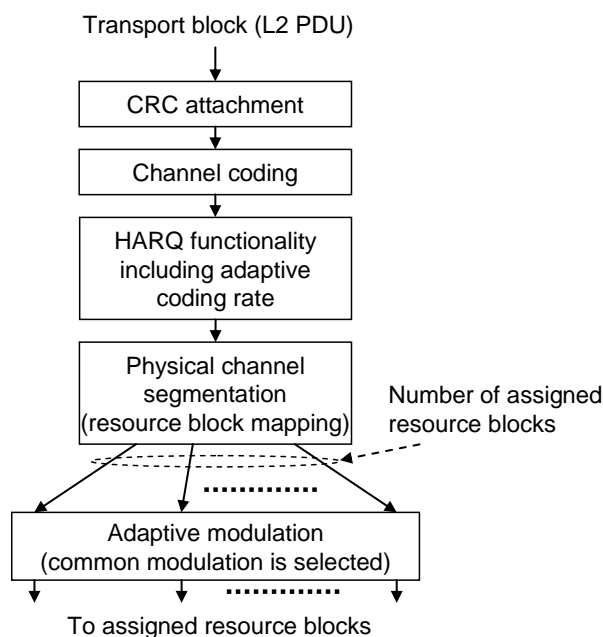 Transport block (L2 PDU)
CRC attachment
Channel coding
HARQ functionality
including adaptive
coding rate
Physical channel
segmentation
(resource block mapping)
Number of assigned
resource blocks
Adaptive modulation
(common modulation is selected)
To assigned resource blocks